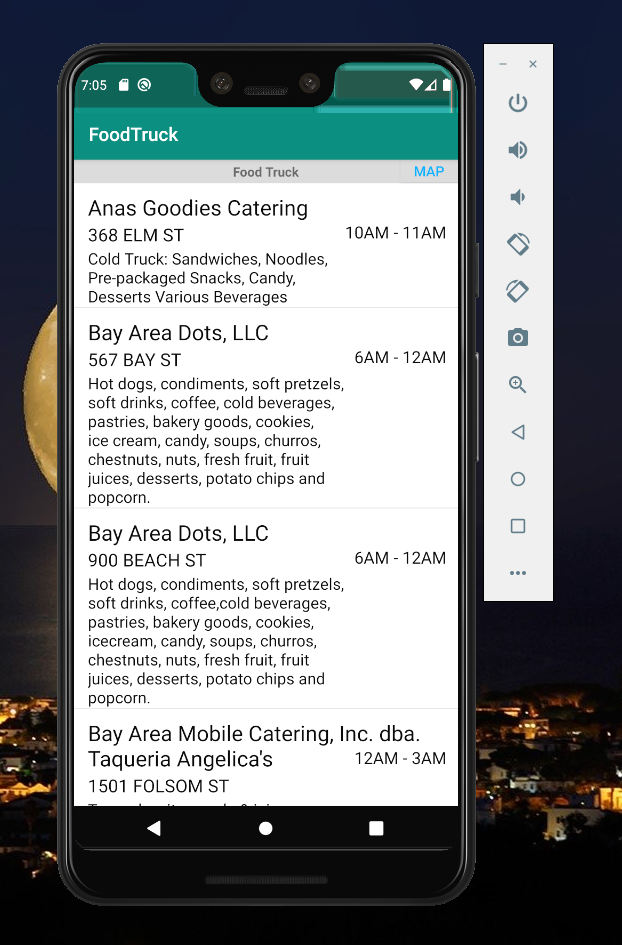 7:05
FoodTruck
Food Truck
MAP
Anas Goodies Catering
368 ELM ST
10AM - 11AM
Cold Truck: Sandwiches, Noodles,
Pre-packaged Snacks, Candy,
Desserts Various Beverages
Bay Area Dots, LLC
567 BAY ST
6AM - 12AM
Hot dogs, condiments, soft pretzels,
soft drinks, coffee, cold beverages,
pastries, bakery goods, cookies,
ice cream, candy, soups, churros,
chestnuts, nuts, fresh fruit, fruit
juices, desserts, potato chips and
popcorn.
Bay Area Dots, LLC
900 BEACH ST
6AM - 12AM
Hot dogs, condiments, soft pretzels,
soft drinks, coffee,cold beverages,
pastries, bakery goods, cookies,
icecream, candy, soups, churros,
chestnuts, nuts, fresh fruit, fruit
juices, desserts, potato chips and
popcorn.
Bay Area Mobile Catering, Inc. dba.
Taqueria Angelica's
12AM - 3AM
1501 FOLSOM ST